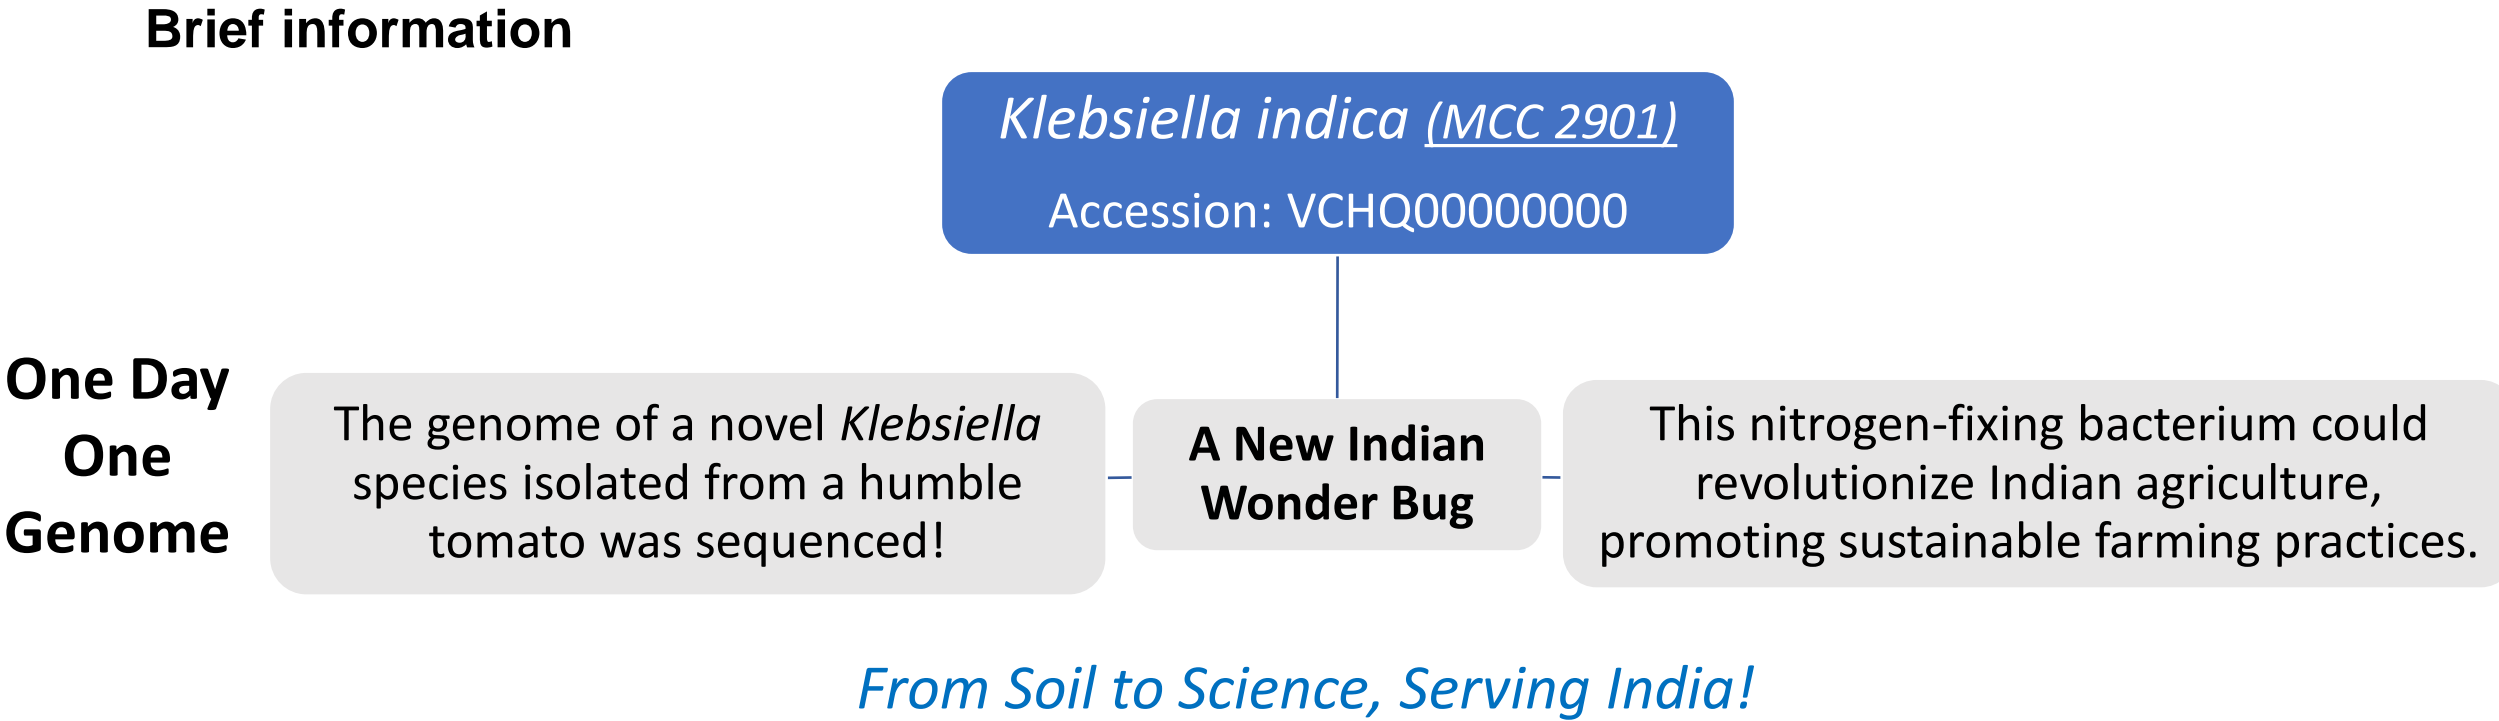 Brief information
Klebsiella indica (MCC 2901)
Accession: VCHQ00000000
One Day
One
Genome
The genome of a novel Klebsiella
species isolated from a humble
tomato was sequenced!
A New Indian
Wonder Bug
This nitrogen-fixing bacterium could
revolutionize Indian agriculture,
promoting sustainable farming practices.
From Soil to Science, Serving India!